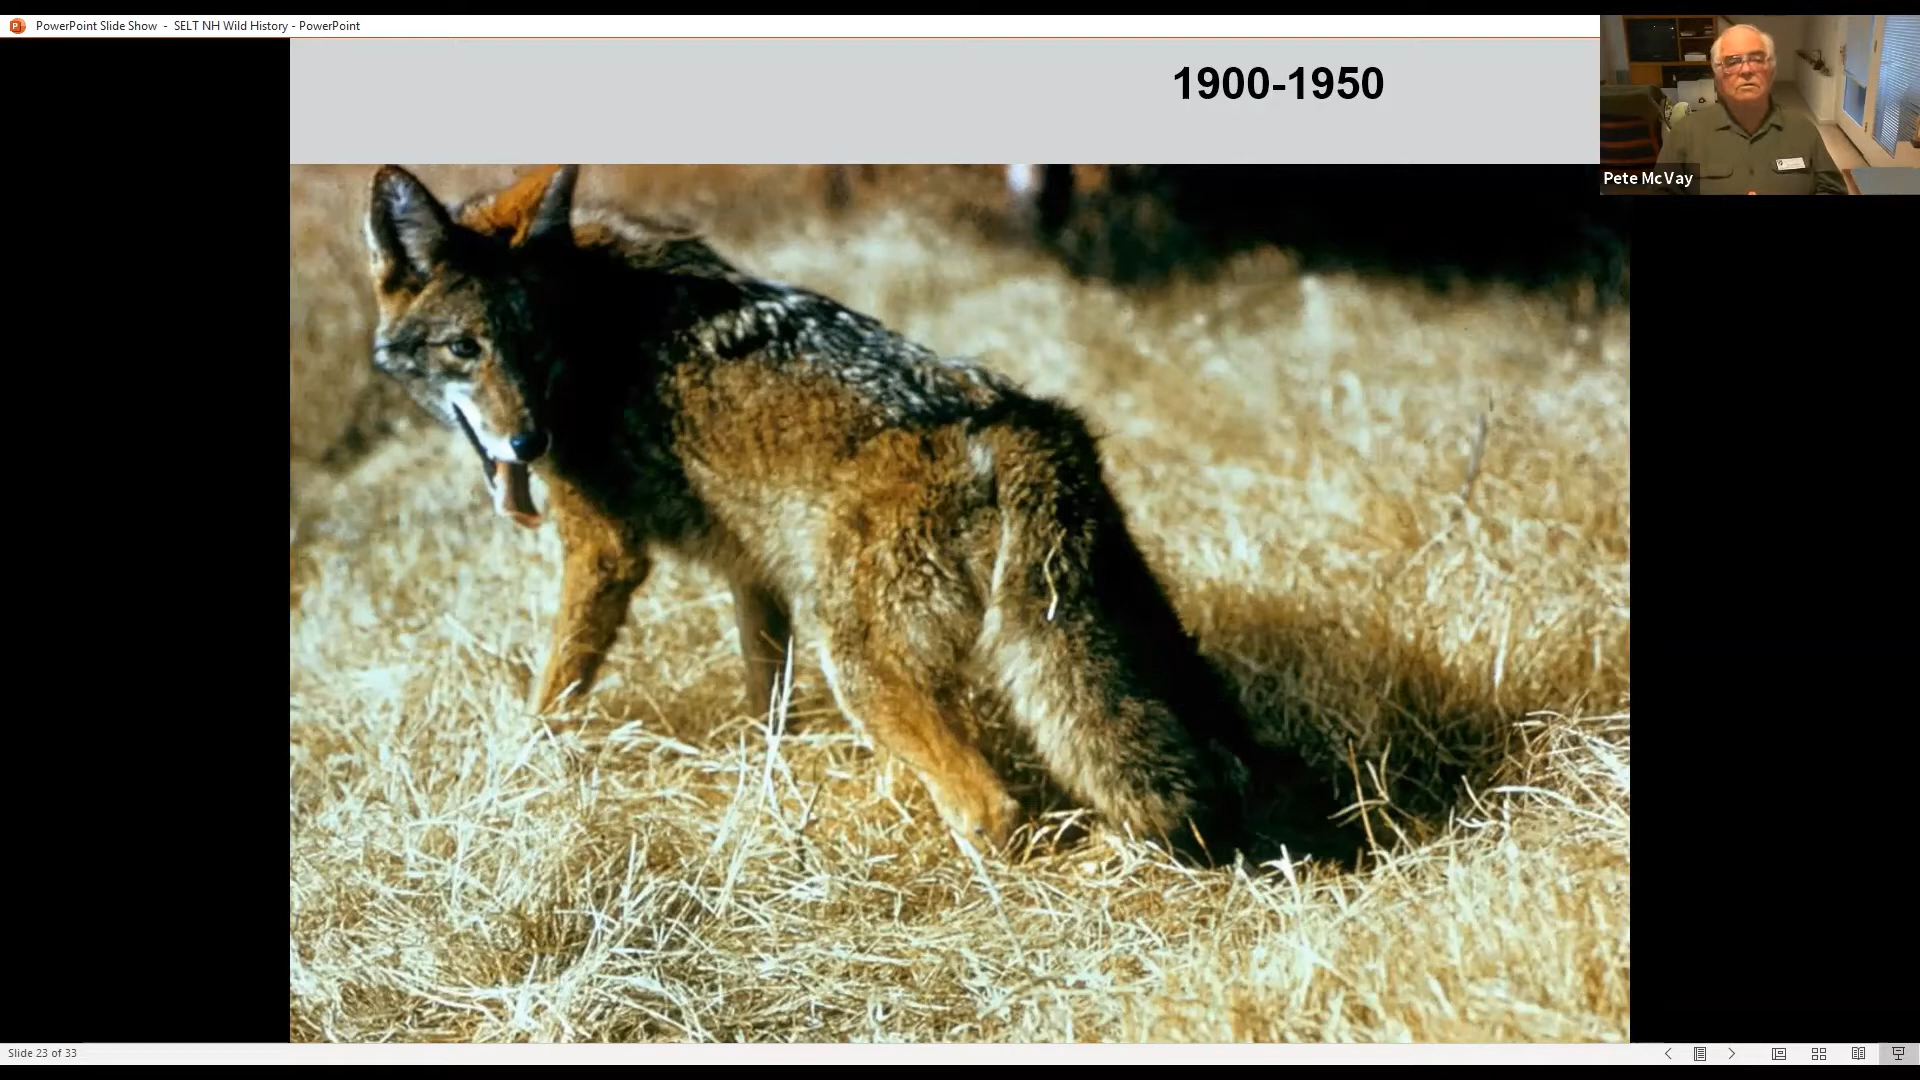 PowerPoint Slide Show - SELT NH Wild History - PowerPoint
1900-1950
Pete McVay
Slide 23 of 33